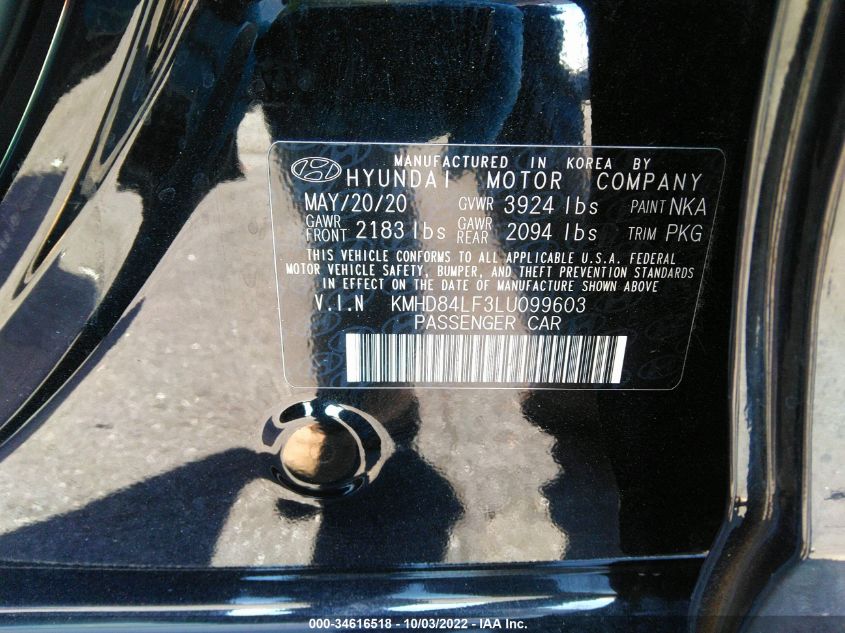 MANUFACTURED IN KOREA BY
HYUNDAI MOTOR COMPANY
MAY/20/20 GVWR 3924 lbs PAINT NKA
GAWR FRONT 2183 lbs GAWR REAR 2094 lbs TRIM PKG
THIS VEHICLE CONFORMS TO ALL APPLICABLE U.S.A. FEDERAL
MOTOR VEHICLE SAFETY, BUMPER, AND THEFT PREVENTION STANDARDS
IN EFFECT ON THE DATE OF MANUFACTURE SHOWN ABOVE
V.I.N KMHD84LF3LU099603
PASSENGER CAR
000-34616518 - 10/03/2022 - IAA Inc.